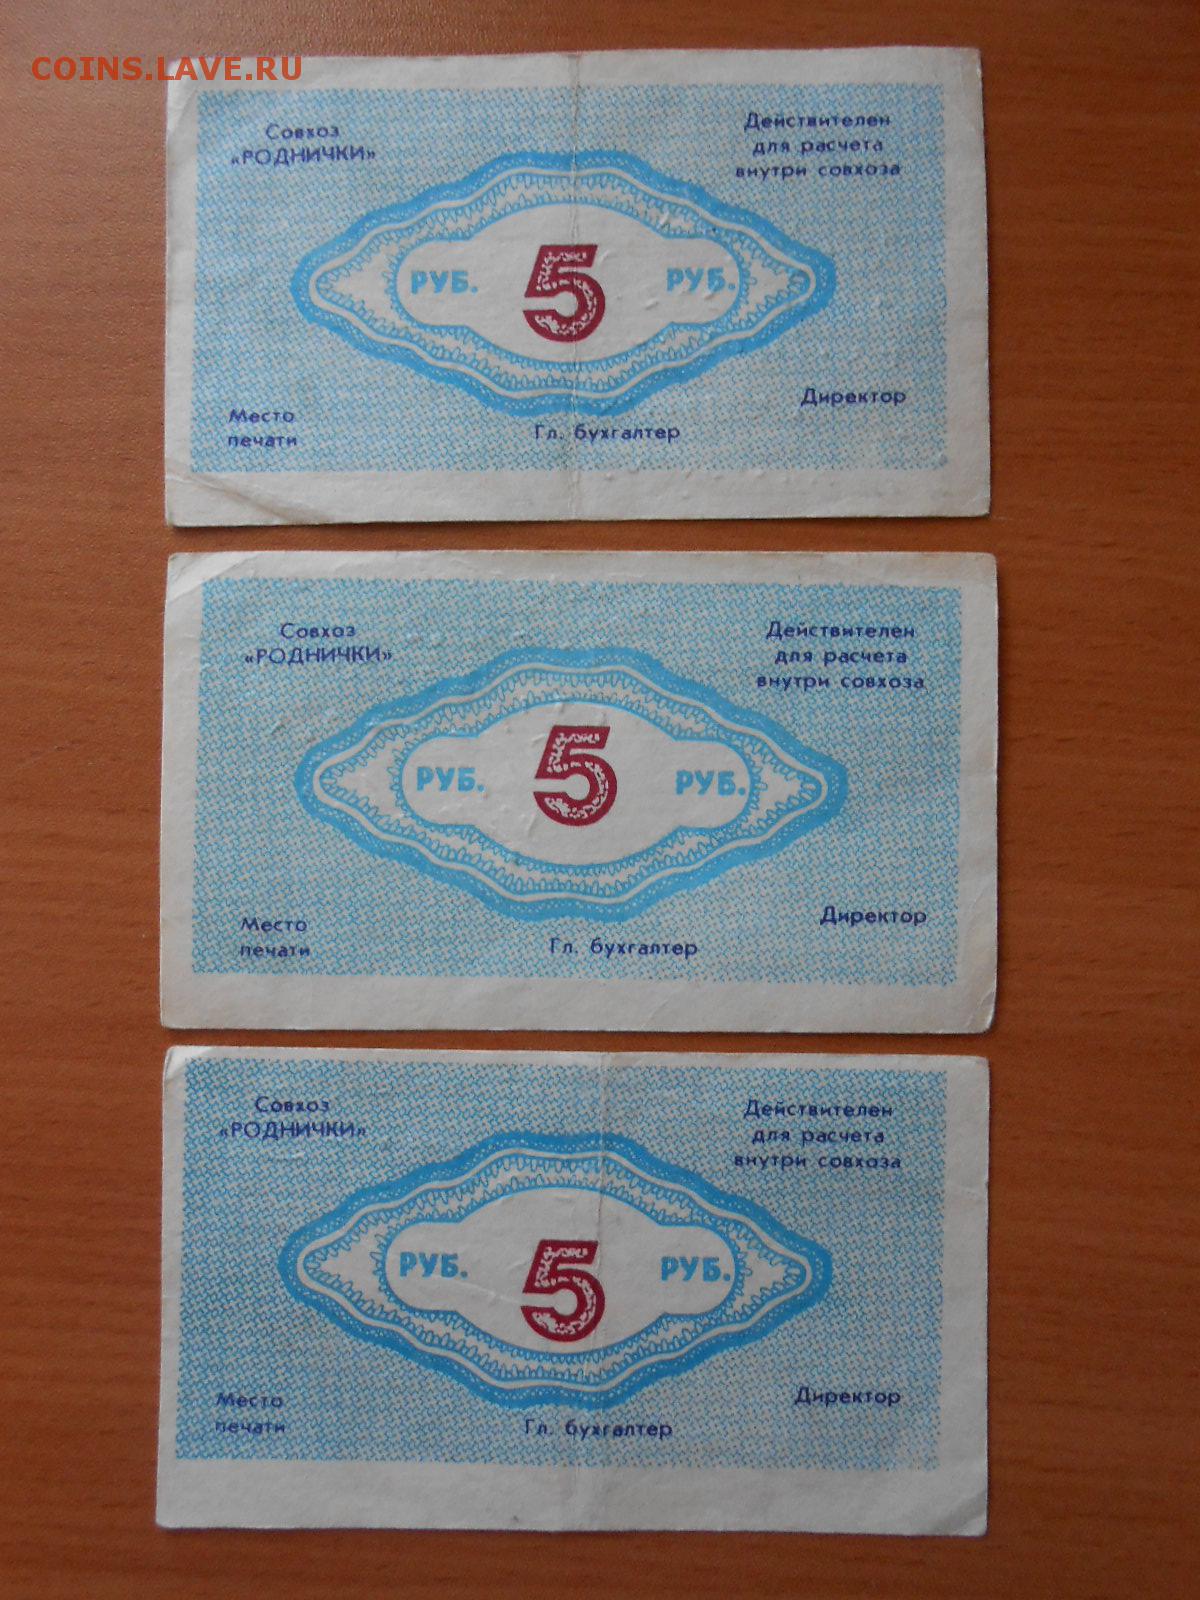 COINS.LAVE.RU
Совхоз
«РОДНИЧКИ»
Действителен
для расчета
внутри совхоза
РУБ. 5 РУБ.
Место
печати
Гл. бухгалтер
Директор
Совхоз
«РОДНИЧКИ»
Действителен
для расчета
внутри совхоза
РУБ. 5 РУБ.
Место
печати
Гл. бухгалтер
Директор
Совхоз
«РОДНИЧКИ»
Действителен
для расчета
внутри совхоза
РУБ. 5 РУБ.
Место
печати
Гл. бухгалтер
Директор